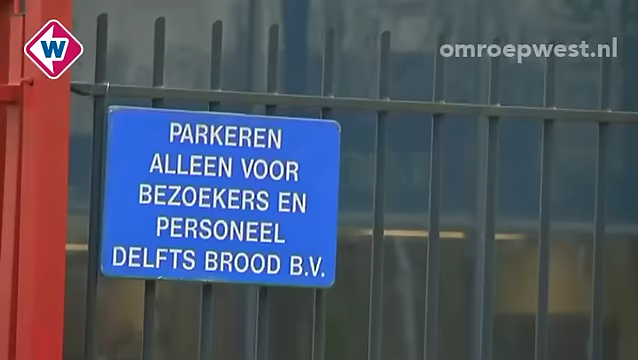 W
omroepwest.nl
PARKEREN
ALLEEN VOOR
BEZOEKERS EN
PERSONEEL
DELFTS BROOD B.V.